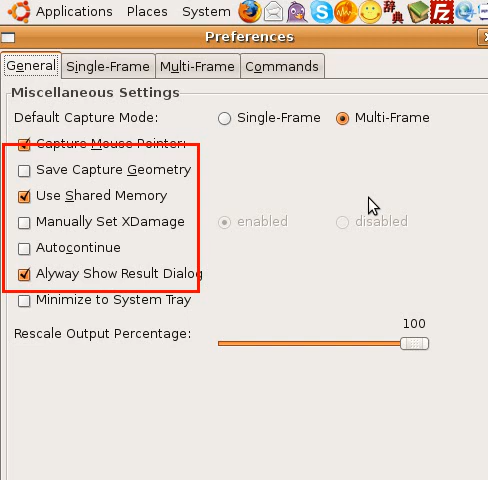 Applications Places System 辞典 Fz
Preferences
General Single-Frame Multi-Frame Commands
Miscellaneous Settings
Default Capture Mode: Single-Frame Multi-Frame
Capture Mouse Pointer
Save Capture Geometry
Use Shared Memory
Manually Set XDamage enabled disabled
Autocontinue
Alyway Show Result Dialog
Minimize to System Tray
100
Rescale Output Percentage: